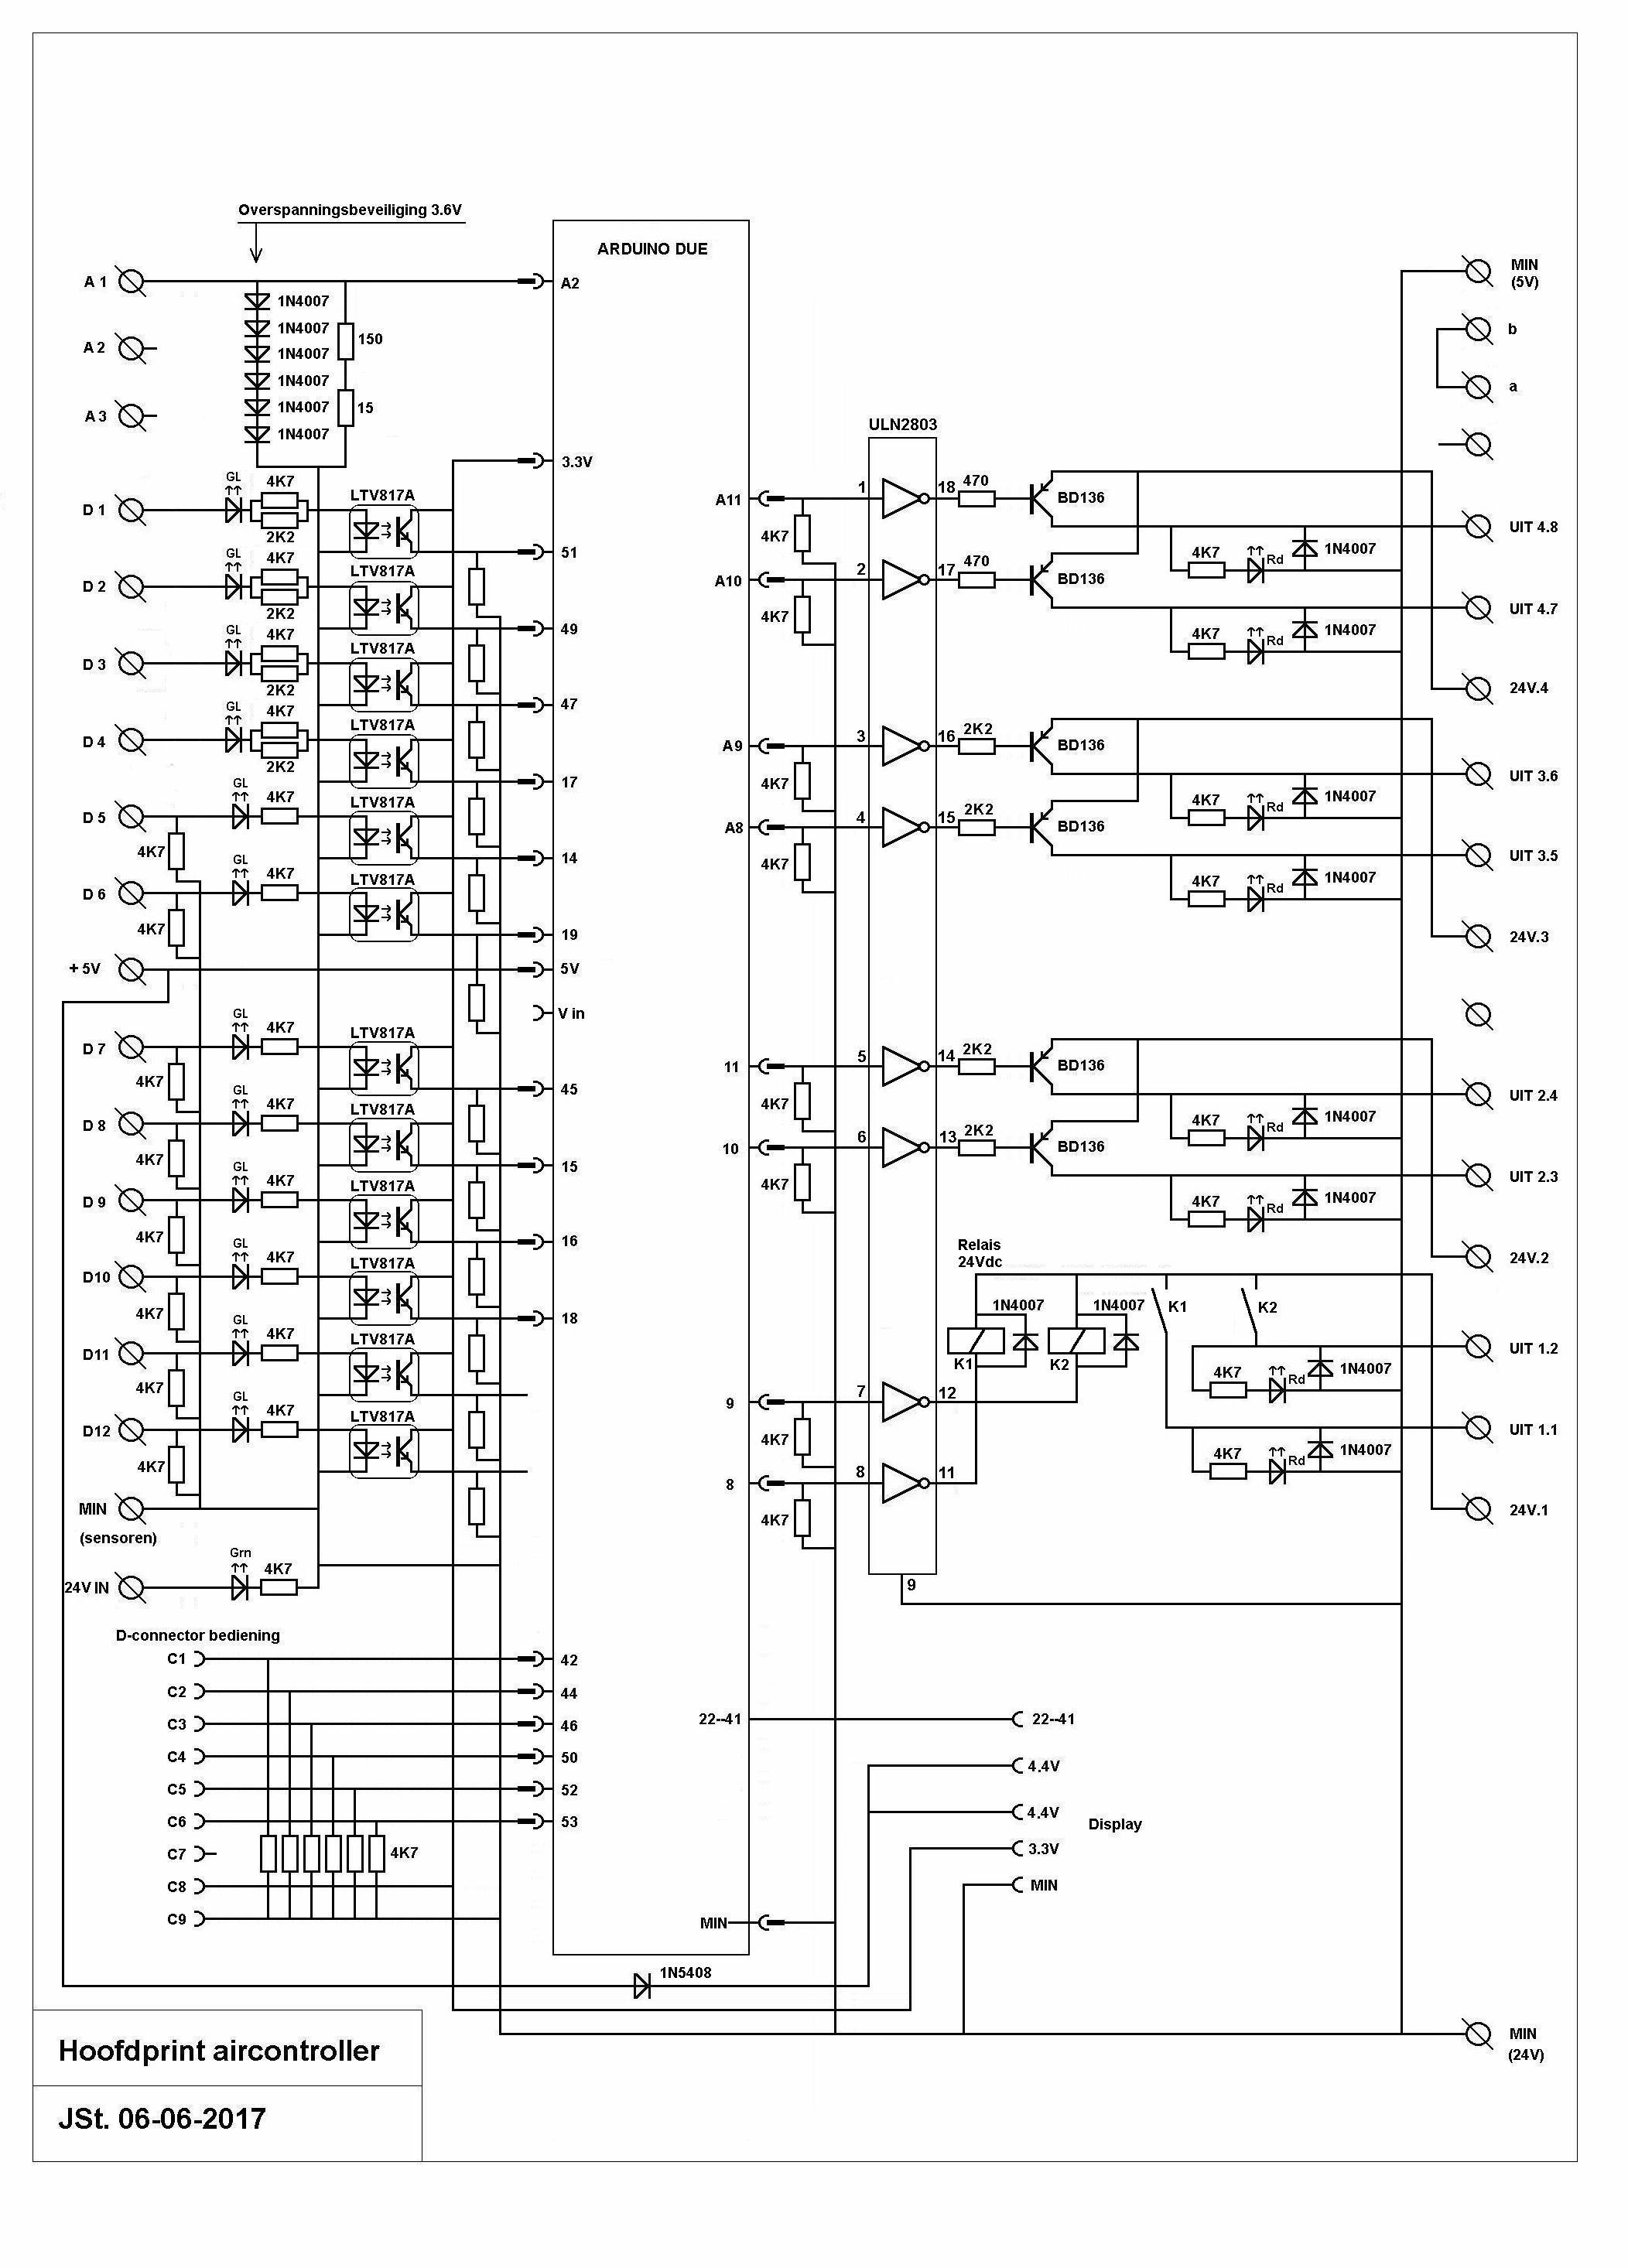 Overspanningsbeveiliging 3.6V
ARDUINO DUE
A 1
1N4007
1N4007
1N4007
1N4007
1N4007
1N4007
150
15
A2
A 2
A 3
3.3V
D 1
GL
4K7
2K2
LTV817A
51
D 2
GL
4K7
2K2
LTV817A
49
D 3
GL
4K7
2K2
LTV817A
47
D 4
GL
4K7
2K2
LTV817A
17
D 5
GL
4K7
4K7
LTV817A
14
D 6
GL
4K7
4K7
LTV817A
19
+ 5V
5V
V in
D 7
GL
4K7
4K7
LTV817A
45
D 8
GL
4K7
4K7
LTV817A
15
D 9
GL
4K7
4K7
LTV817A
16
D10
GL
4K7
4K7
LTV817A
18
D11
GL
4K7
4K7
LTV817A
D12
GL
4K7
4K7
LTV817A
MIN
(sensoren)
24V IN
Grn
4K7
D-connector bediening
C1
42
C2
44
C3
46
C4
50
C5
52
C6
53
C7
4K7
C8
C9
ULN2803
A11
4K7
1
18
470
BD136
A10
4K7
2
17
470
BD136
A9
4K7
3
16
2K2
BD136
A8
4K7
4
15
2K2
BD136
11
4K7
5
14
2K2
BD136
10
4K7
6
13
2K2
BD136
9
4K7
7
12
8
4K7
8
11
9
Relais
24Vdc
1N4007
1N4007
K1
K2
K1
K2
MIN
(5V)
b
a
4K7
Rd
1N4007
UIT 4.8
4K7
Rd
1N4007
UIT 4.7
24V.4
4K7
Rd
1N4007
UIT 3.6
4K7
Rd
1N4007
UIT 3.5
24V.3
4K7
Rd
1N4007
UIT 2.4
4K7
Rd
1N4007
UIT 2.3
24V.2
4K7
Rd
1N4007
UIT 1.2
4K7
Rd
1N4007
UIT 1.1
24V.1
22--41
22--41
4.4V
4.4V
Display
3.3V
MIN
MIN
1N5408
MIN
(24V)
Hoofdprint aircontroller
JSt. 06-06-2017